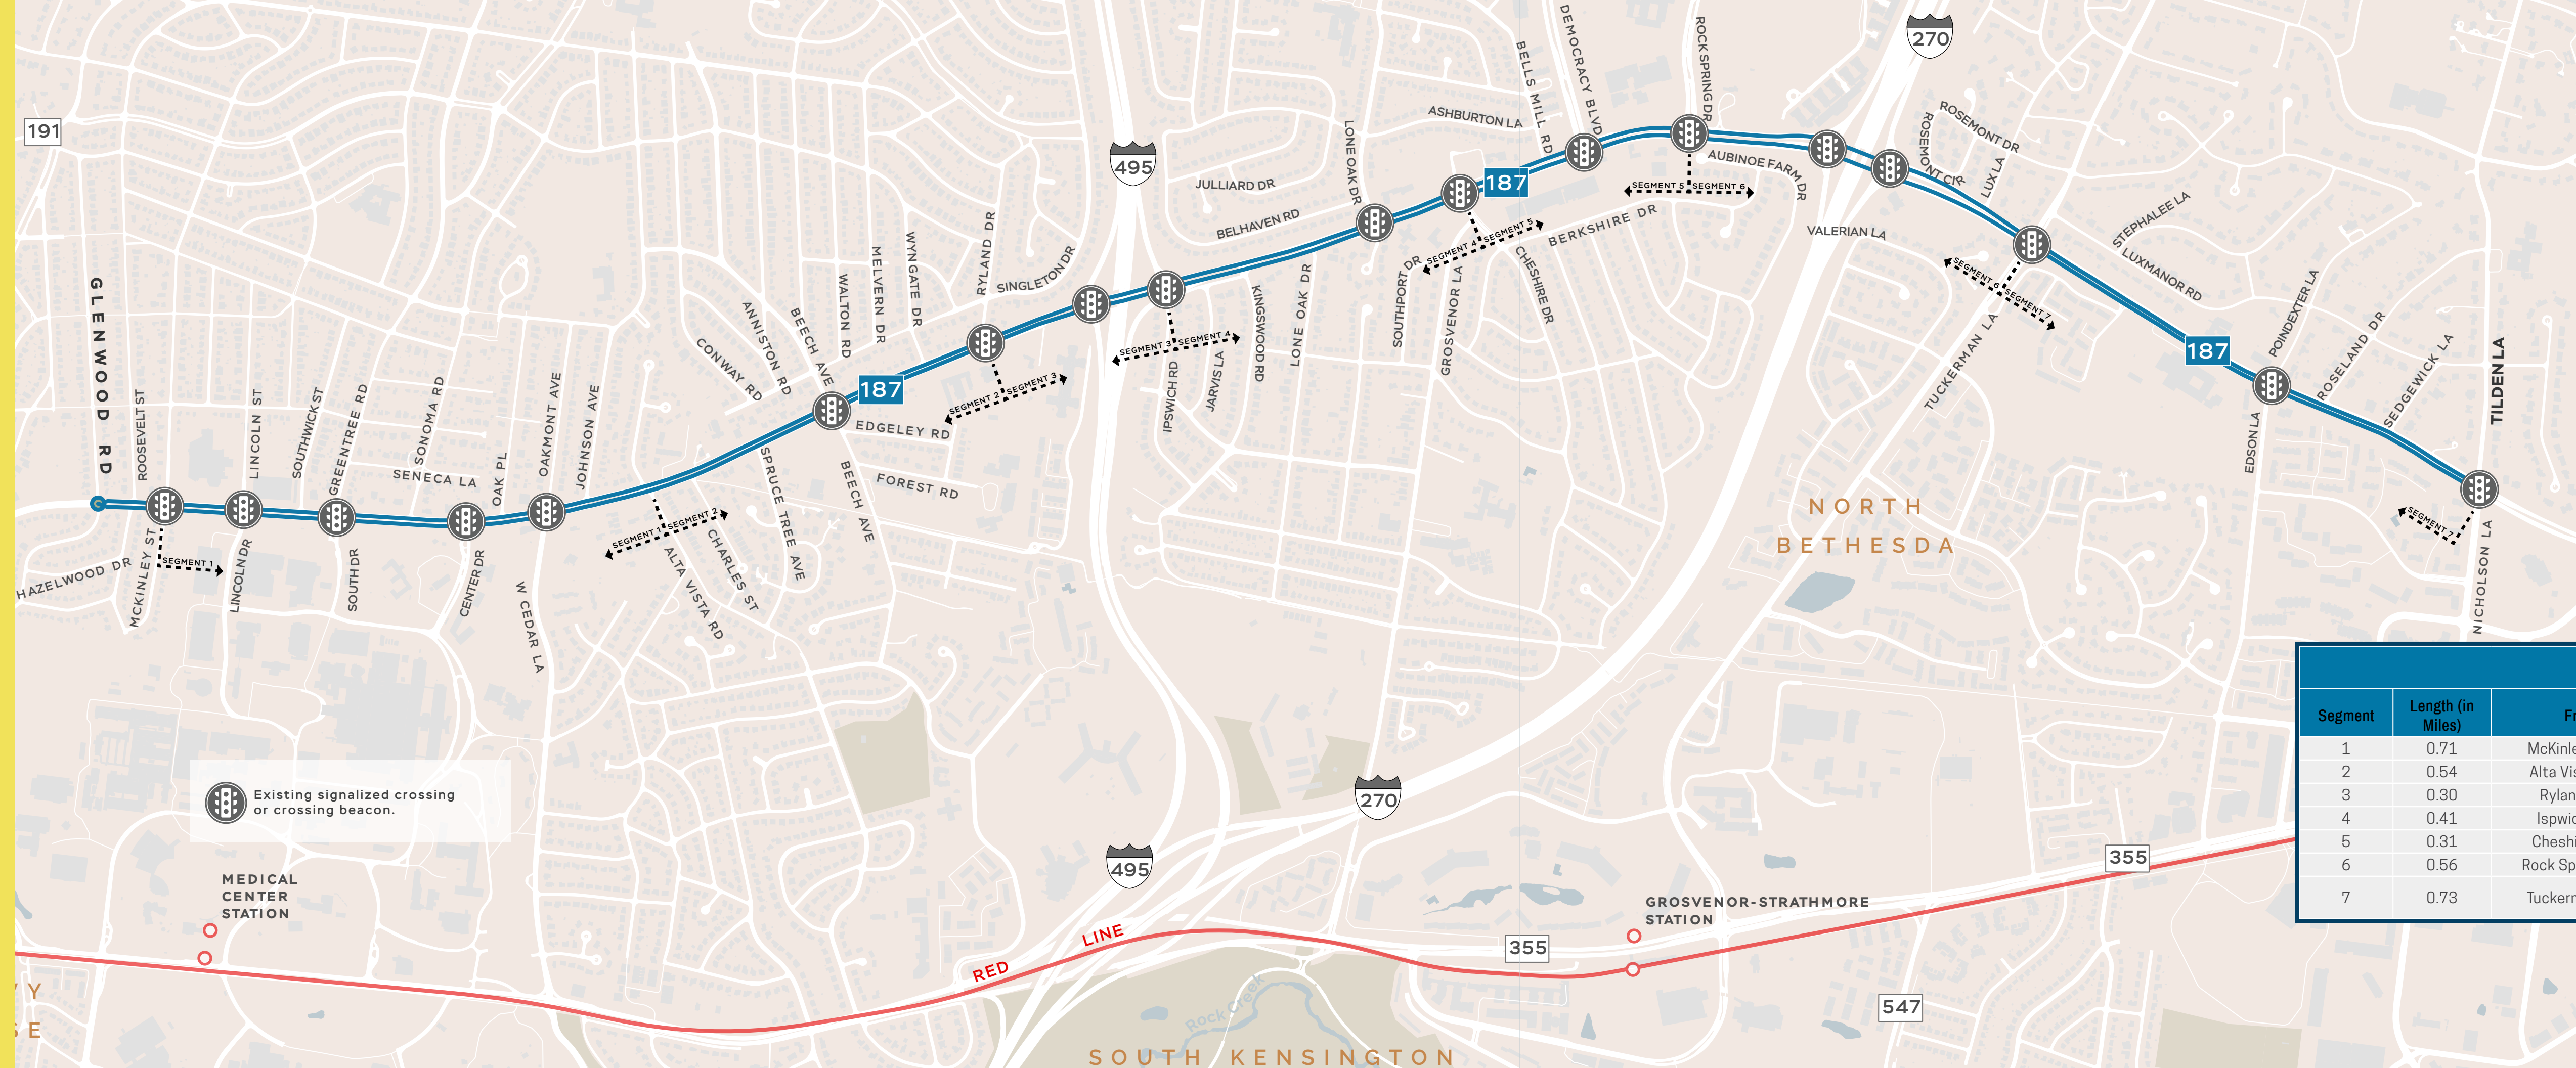 270
191
DEMOCRACY BLVD
ROCK SPRING DR
BELLS MILL RD
ASHBURTON LA
ROSEMONT DR
ROSEMONT CIR
LUX LA
495
LONE OAK DR
187
AUBINOE FARM DR
JULLIARD DR
BELHAVEN RD
SEGMENT 5
SEGMENT 6
BERKSHIRE DR
VALERIAN LA
STEPHALEE LA
LUXMANOR RD
GLENWOOD RD
RYLAND DR
SINGLETON DR
WYNGATE DR
MELVERN DR
WALTON RD
BEECH AVE
ANNISTON RD
CONWAY RD
SEGMENT 4
SEGMENT 5
SOUTHPORT DR
GROSVENOR LA
CHESHIRE DR
KINGSWOOD RD
LONE OAK DR
SEGMENT 6
SEGMENT 7
TUCKERMAN LA
187
POINDEXTER LA
ROSELAND DR
SEDGEWICK LA
TILDEN LA
SEGMENT 3
SEGMENT 4
IPSWICH RD
JARVIS LA
187
SEGMENT 2
SEGMENT 3
EDGELEY RD
FOREST RD
BEECH AVE
SPRUCE TREE AVE
ROOSEVELT ST
LINCOLN ST
SOUTHWICK ST
GREENTREE RD
SONOMA RD
SENECA LA
OAK PL
OAKMONT AVE
JOHNSON AVE
EDSON LA
SEGMENT 7
NICHOLSON LA
NORTH
BETHESDA
SEGMENT 1
SEGMENT 2
ALTA VISTA RD
CHARLES ST
HAZELWOOD DR
MCKINLEY ST
SEGMENT 1
LINCOLN DR
SOUTH DR
CENTER DR
W CEDAR LA
Segment
Length (in
Miles)
Fr
1 0.71 McKinle
2 0.54 Alta Vis
3 0.30 Rylan
4 0.41 Ispwic
5 0.31 Cheshi
6 0.56 Rock Sp
7 0.73 Tuckerr
Existing signalized crossing
or crossing beacon.
270
495
355
MEDICAL
CENTER
STATION
GROSVENOR-STRATHMORE
STATION
RED LINE
355
547
Rock Creek
Y
SE
SOUTH KENSINGTON